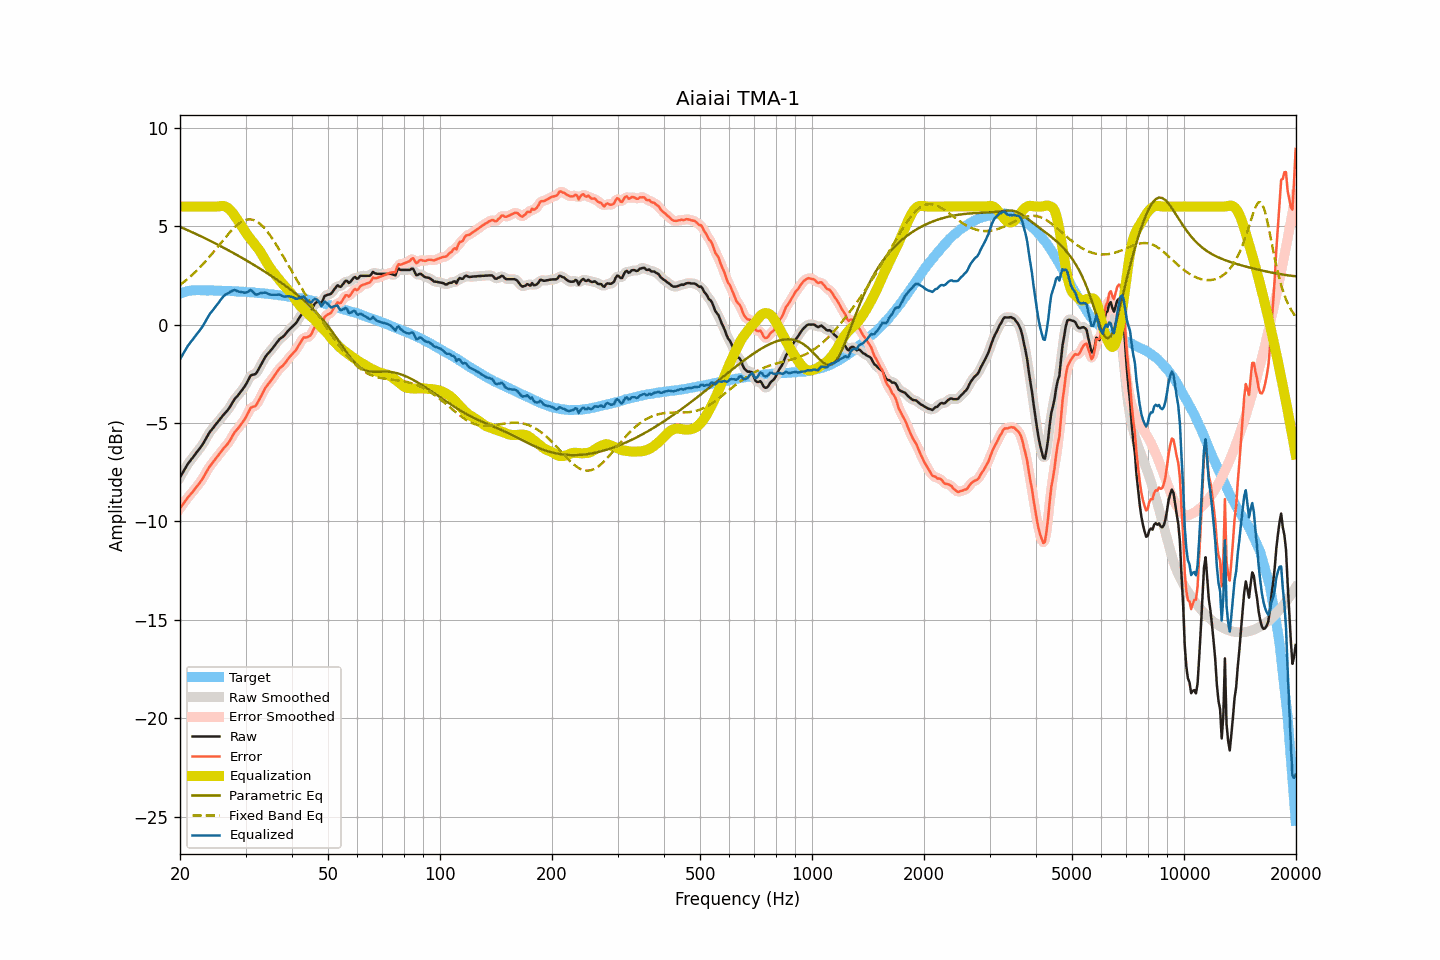 Aiaiai TMA-1
Amplitude (dBr)
10
5
0
−5
−10
−15
−20
−25
Target
Raw Smoothed
Error Smoothed
Raw
Error
Equalization
Parametric Eq
Fixed Band Eq
Equalized
20 50 100 200 500 1000 2000 5000 10000 20000
Frequency (Hz)